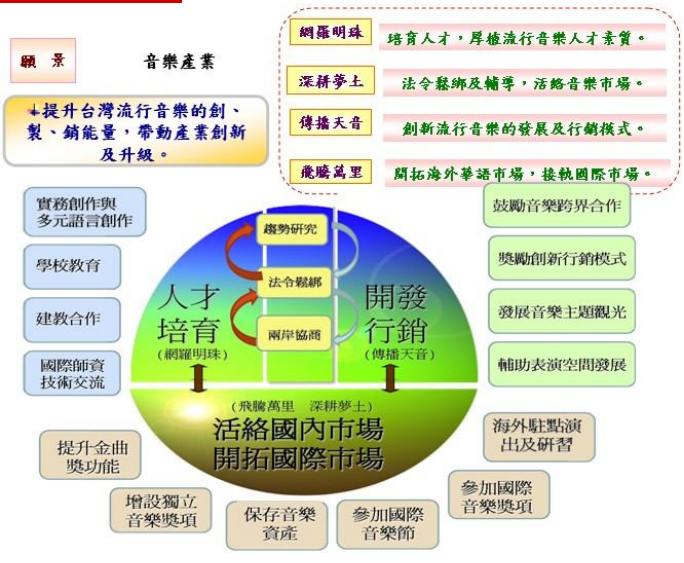 願 景
音樂產業
提升台灣流行音樂的創、
製、銷能量，帶動產業創新
及升級。
網羅明珠
培育人才，厚植流行音樂人才素質。
深耕夢土
法令鬆綁及輔導，活絡音樂市場。
傳播天音
創新流行音樂的發展及行銷模式。
飛騰萬里
開拓海外華語市場，接軌國際市場。
實務創作與
多元語言創作
學校教育
建教合作
國際師資
技術交流
趨勢研究
法令鬆綁
兩岸協商
人才
培育
(網羅明珠)
開發
行銷
(傳播天音)
鼓勵音樂跨界合作
獎勵創新行銷模式
發展音樂主題觀光
輔助表演空間發展
(飛騰萬里 深耕夢土)
活絡國內市場
開拓國際市場
提升金曲
獎功能
增設獨立
音樂獎項
保存音樂
資產
參加國際
音樂節
參加國際
音樂獎項
海外駐點演
出及研習